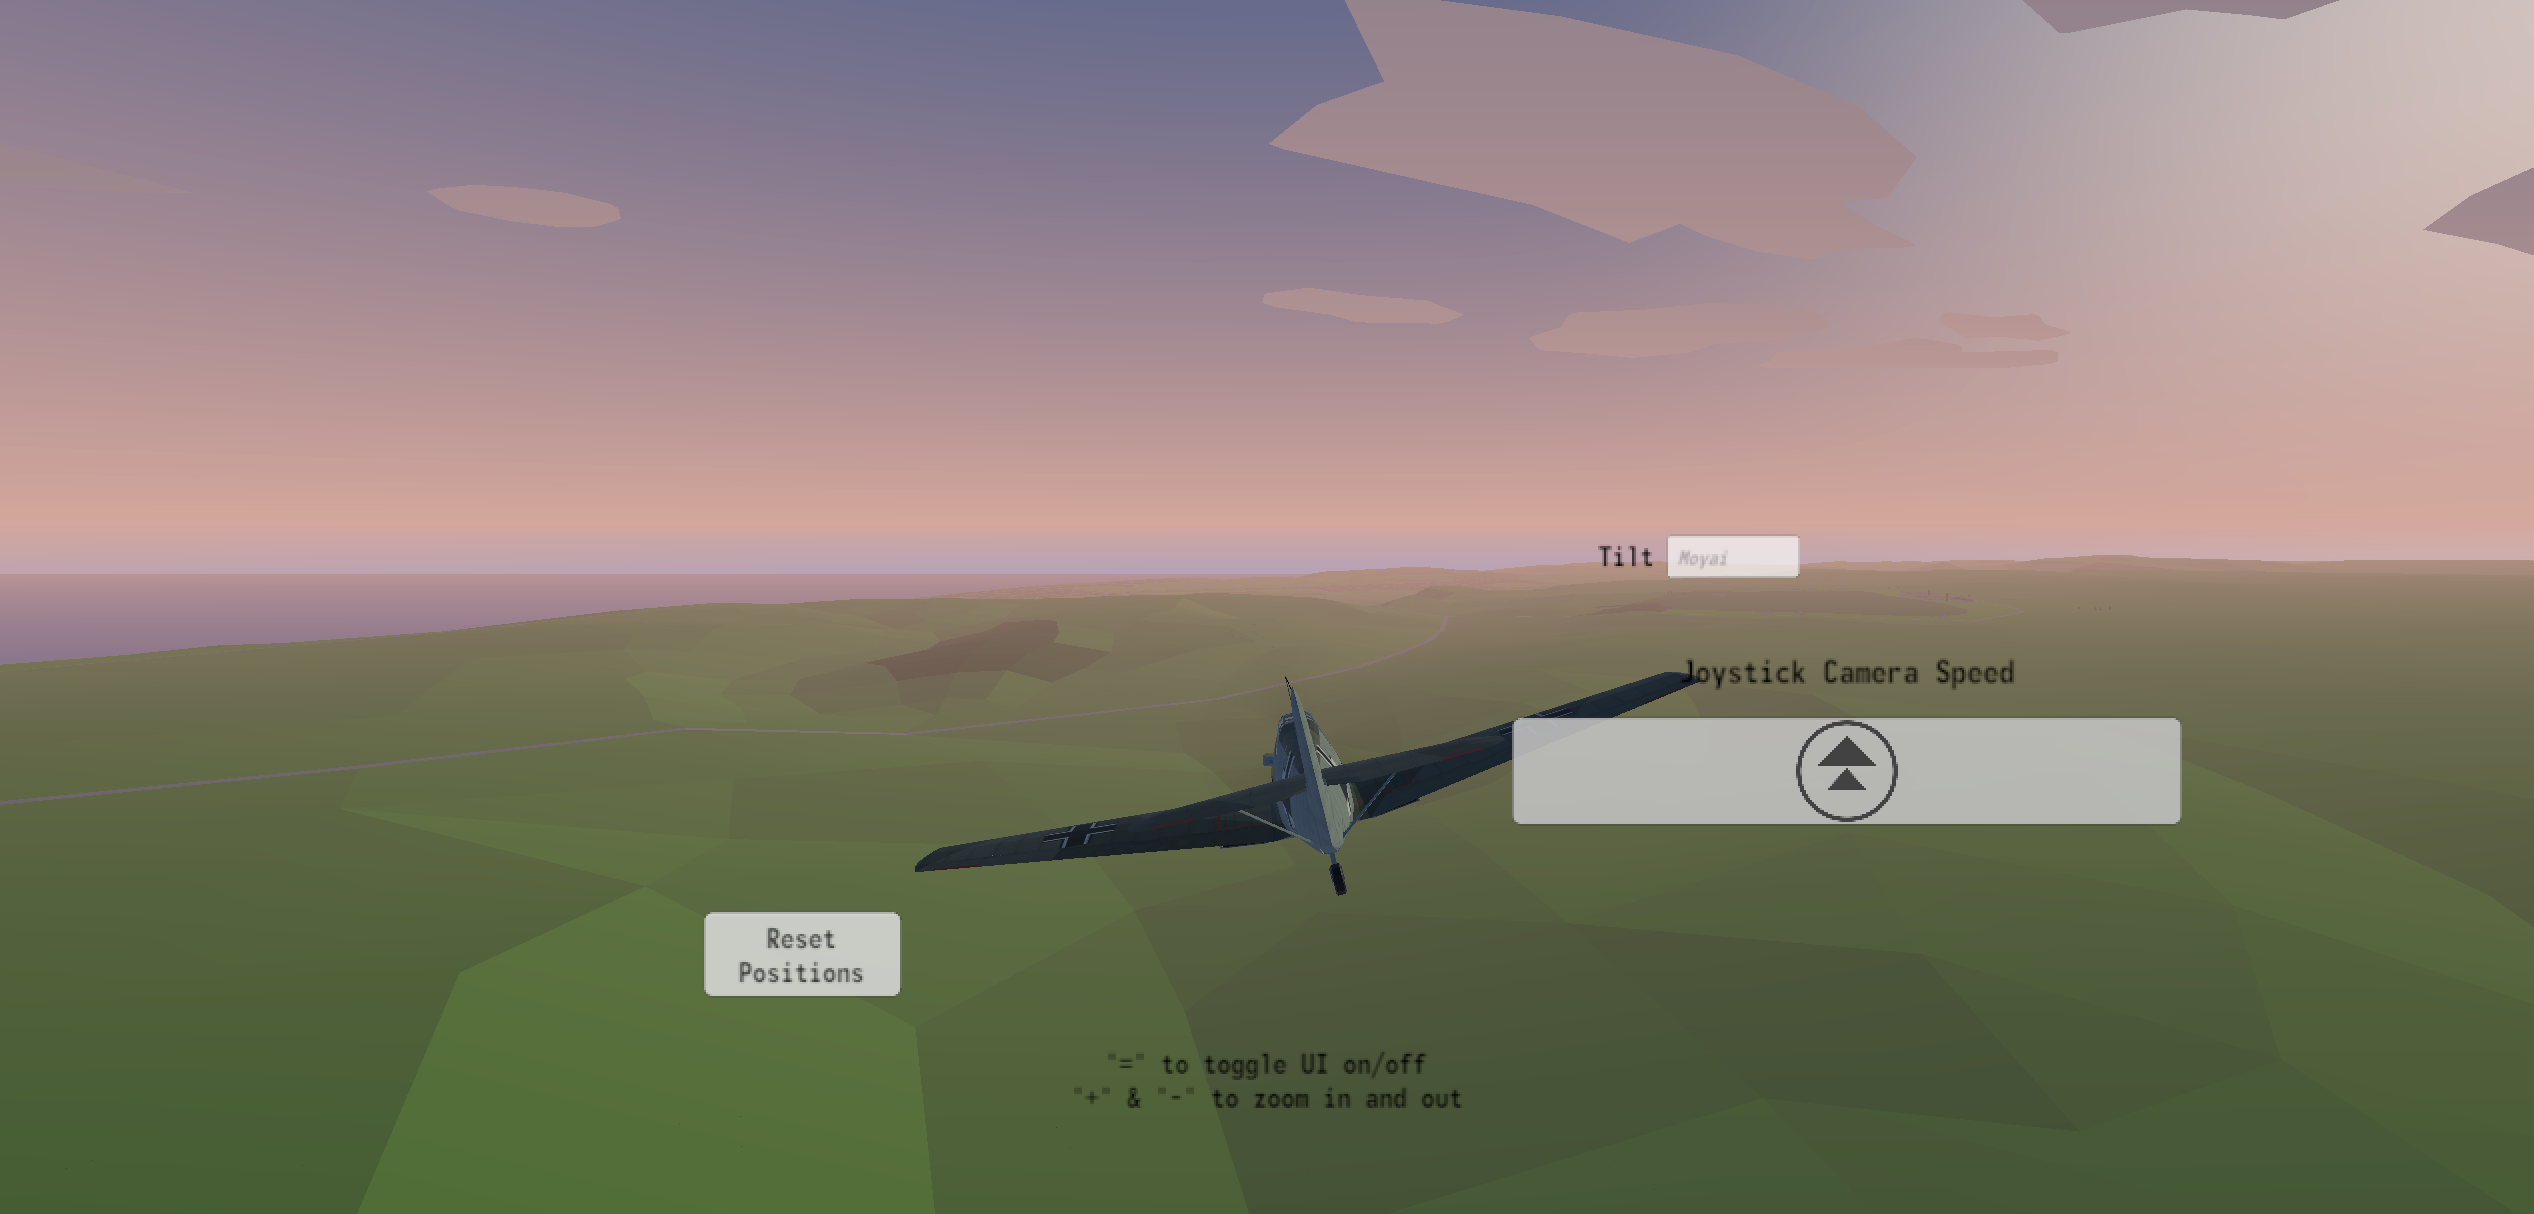 Tilt Moyai
Joystick Camera Speed
Reset
Positions
"=" to toggle UI on/off
"+" & "-" to zoom in and out